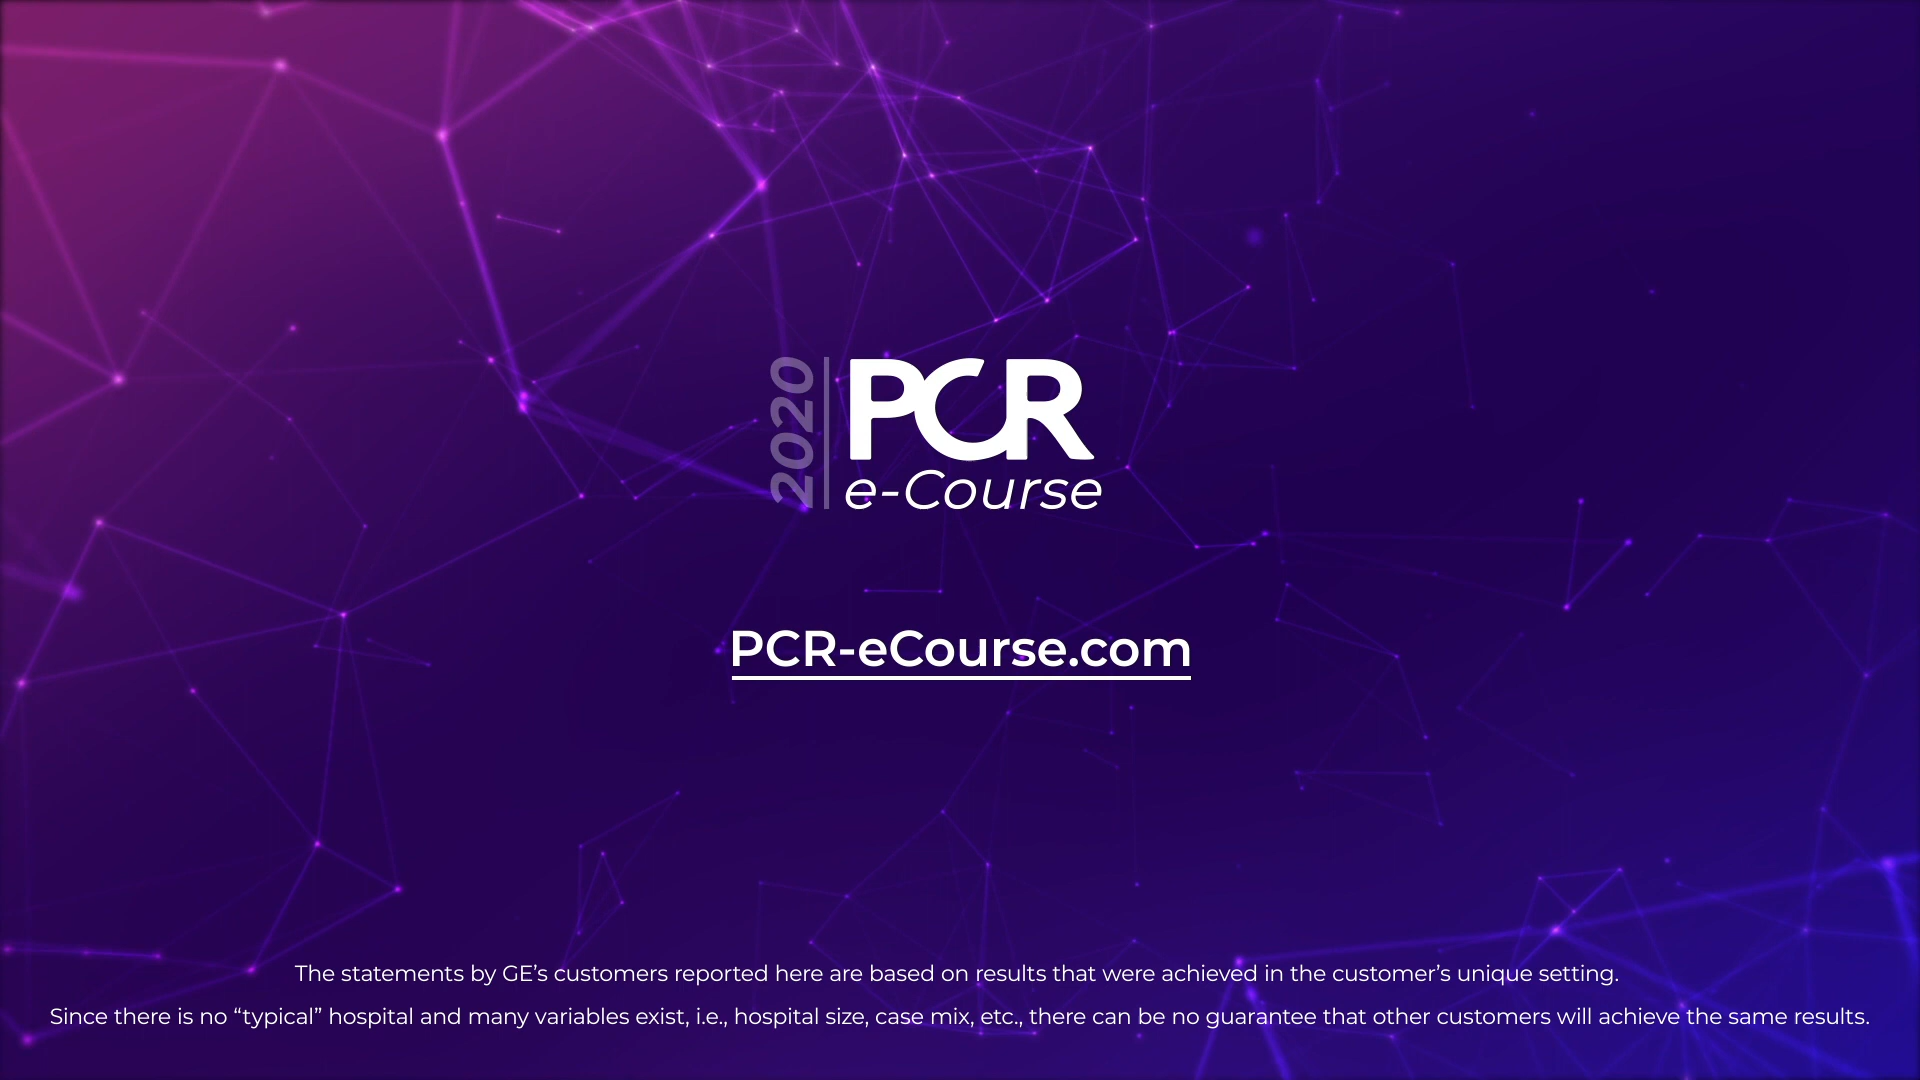 2020
PCR
e-Course
PCR-eCourse.com
The statements by GE’s customers reported here are based on results that were achieved in the customer’s unique setting.
Since there is no “typical” hospital and many variables exist, i.e., hospital size, case mix, etc., there can be no guarantee that other customers will achieve the same results.